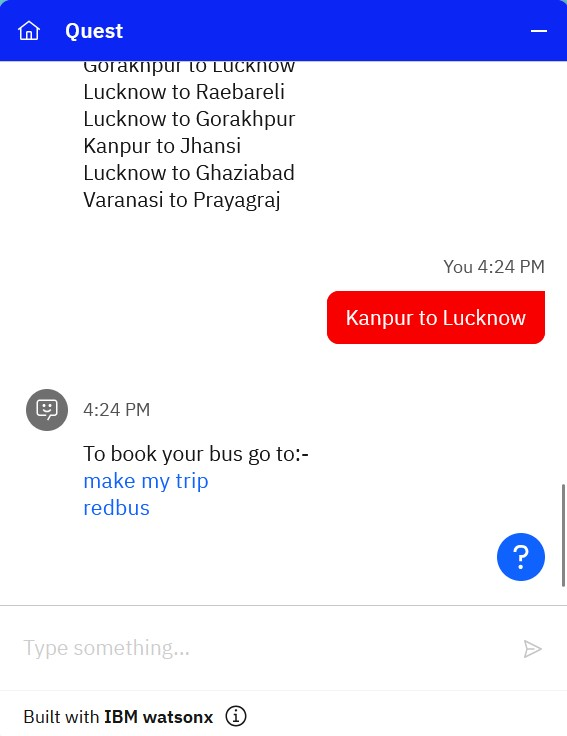 Quest
Gorakhpur to Lucknow
Lucknow to Raebareli
Lucknow to Gorakhpur
Kanpur to Jhansi
Lucknow to Ghaziabad
Varanasi to Prayagraj
You 4:24 PM
Kanpur to Lucknow
4:24 PM
To book your bus go to:-
make my trip
redbus
?
Type something...
Built with IBM watsonx